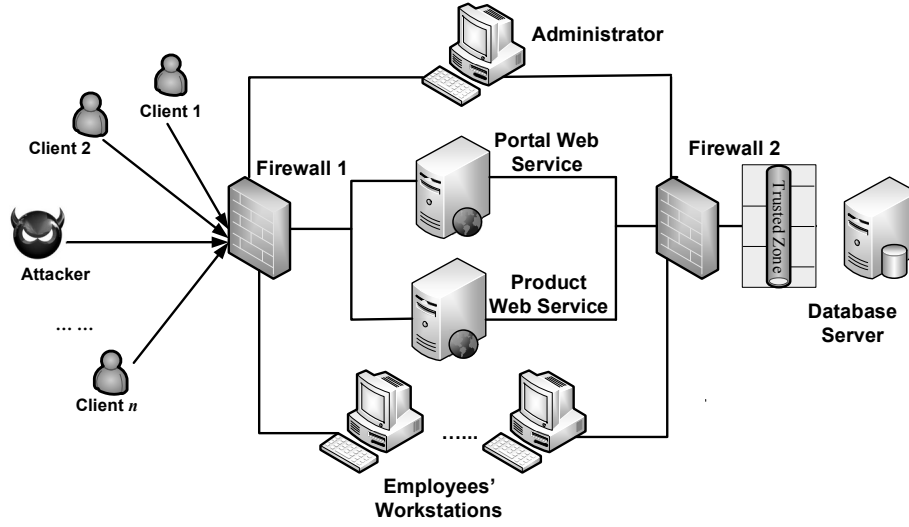 Administrator
Client 1
Client 2
Portal Web
Service
Firewall 1
Firewall 2
Trusted Zone
Attacker
Product
Web Service
Database
Server
... ...
Client n
......
Employees’
Workstations